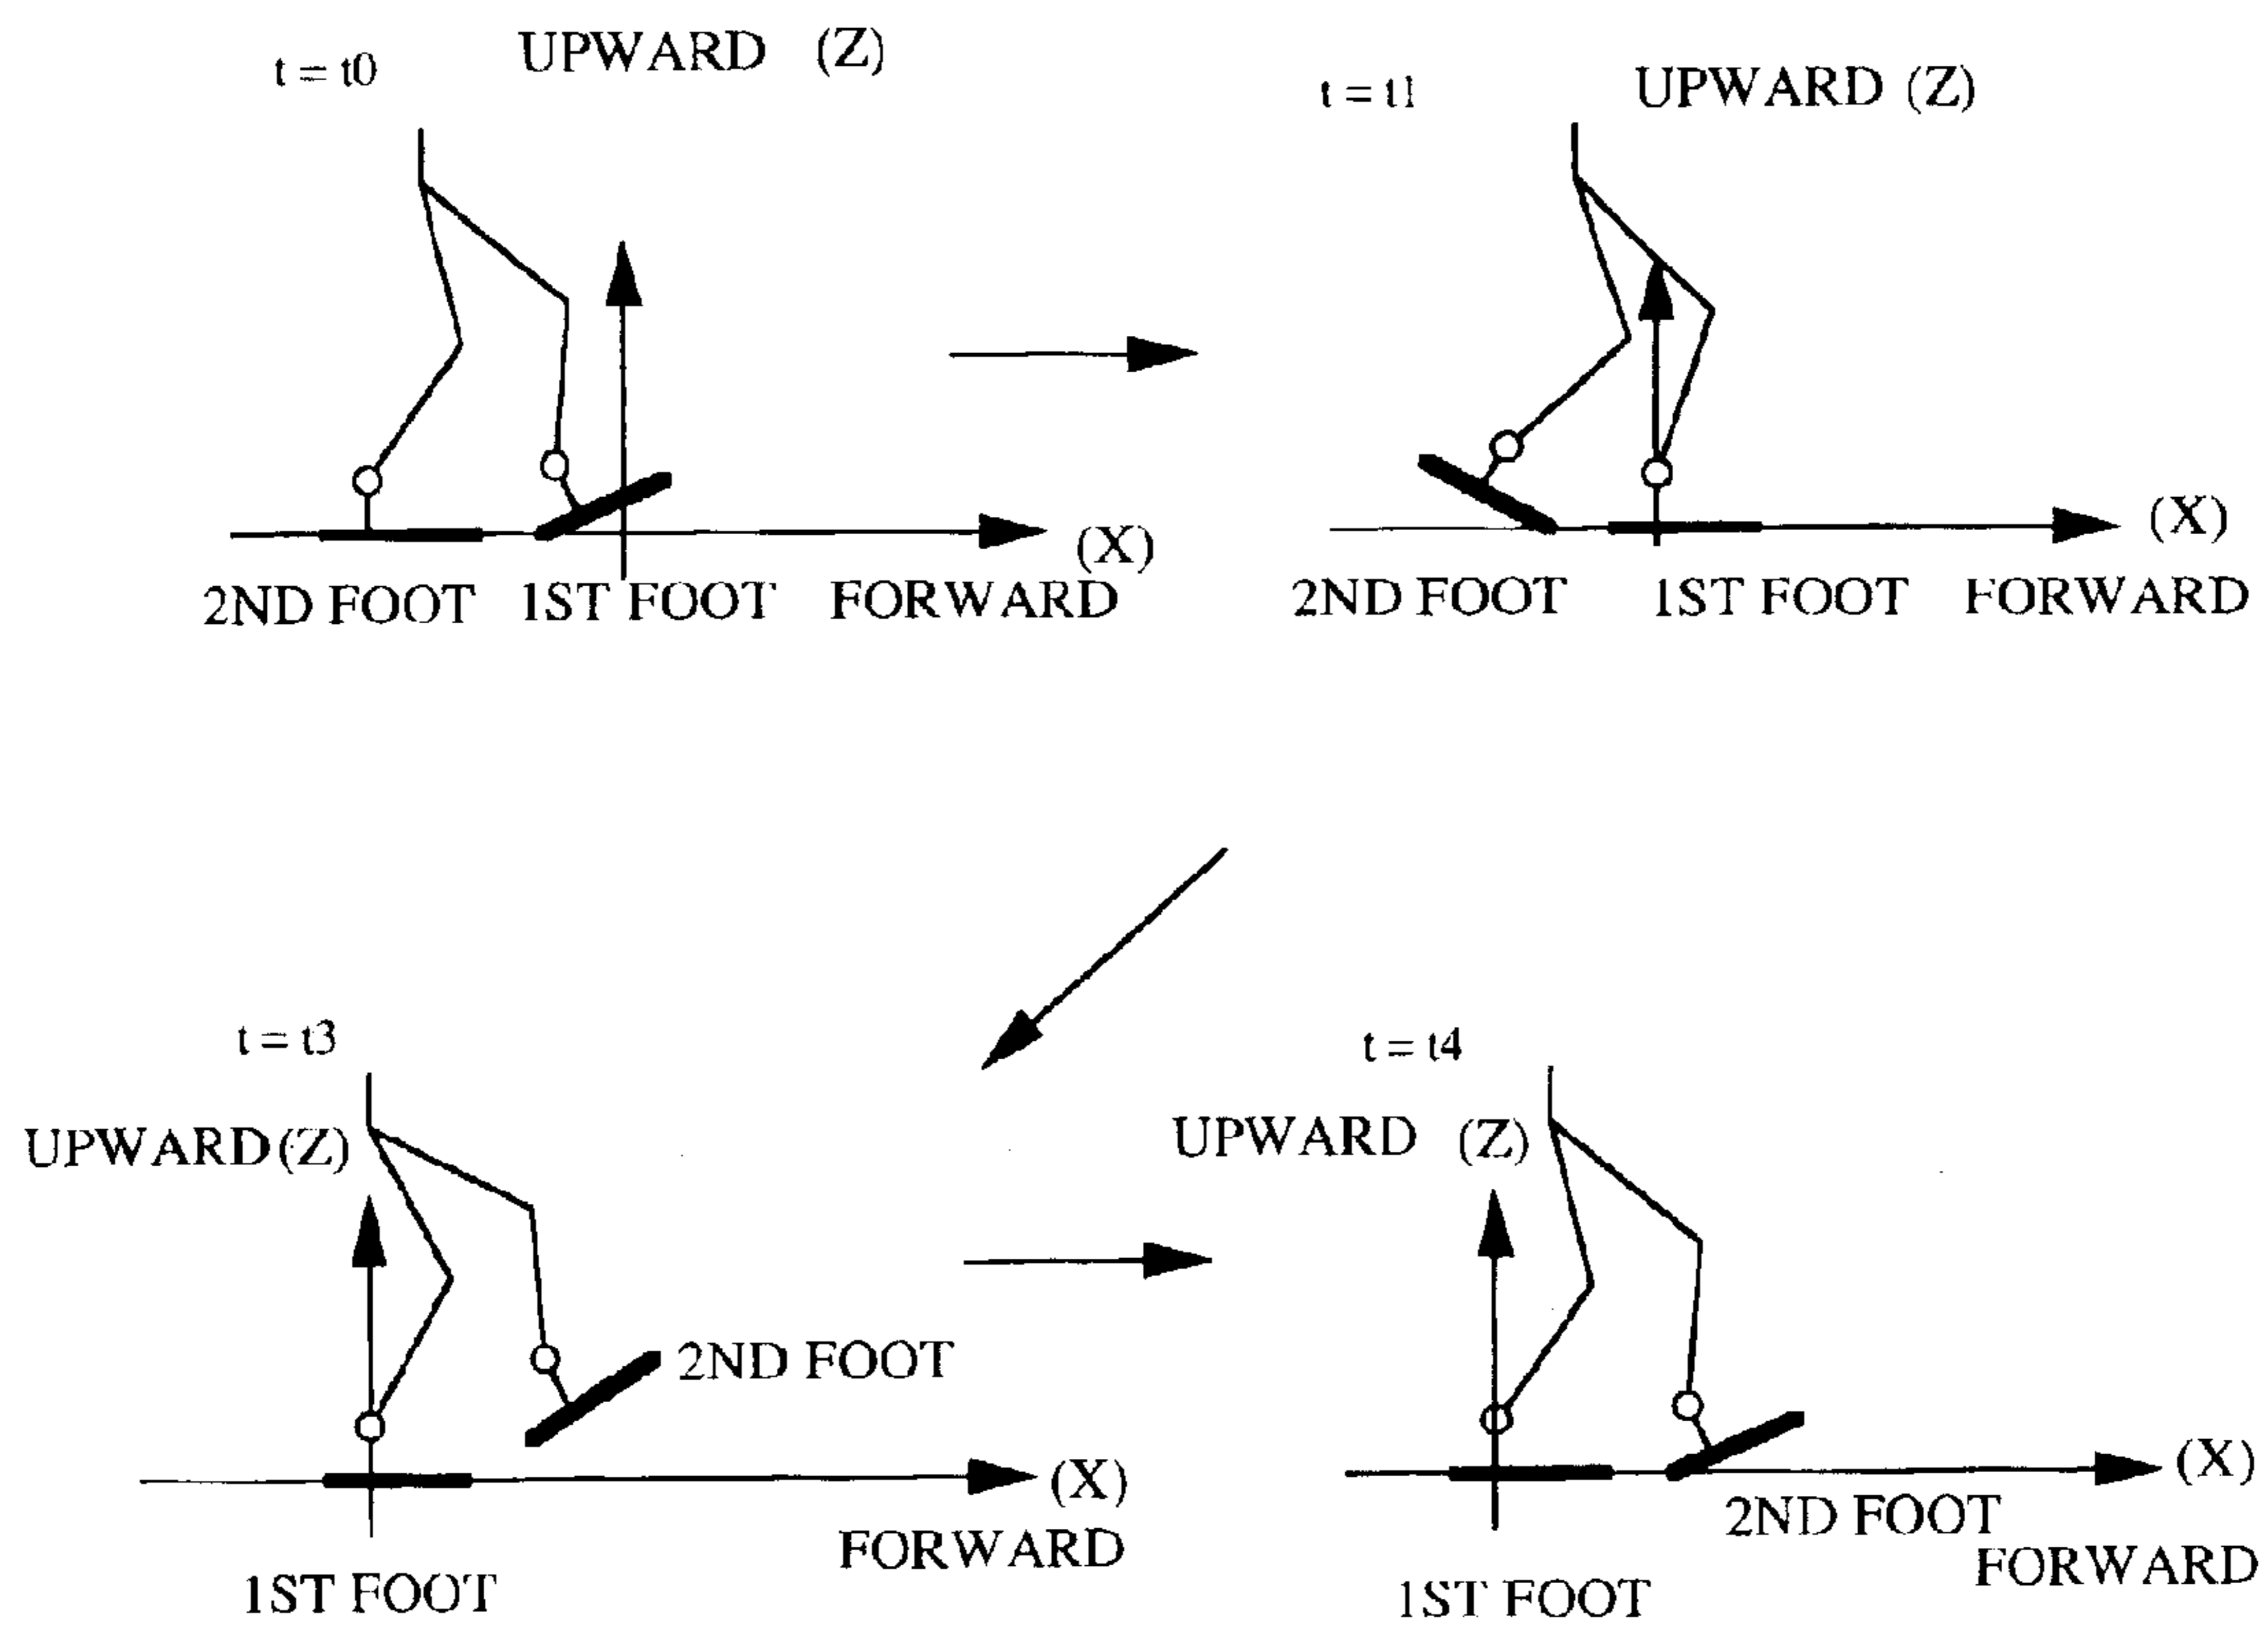 t = t0 UPWARD (Z)
(X)
2ND FOOT 1ST FOOT FORWARD
t = t1 UPWARD (Z)
(X)
2ND FOOT 1ST FOOT FORWARD
t = t3
UPWARD (Z)
2ND FOOT
(X)
FORWARD
1ST FOOT
t = t4
UPWARD (Z)
(X)
2ND FOOT
FORWARD
1ST FOOT